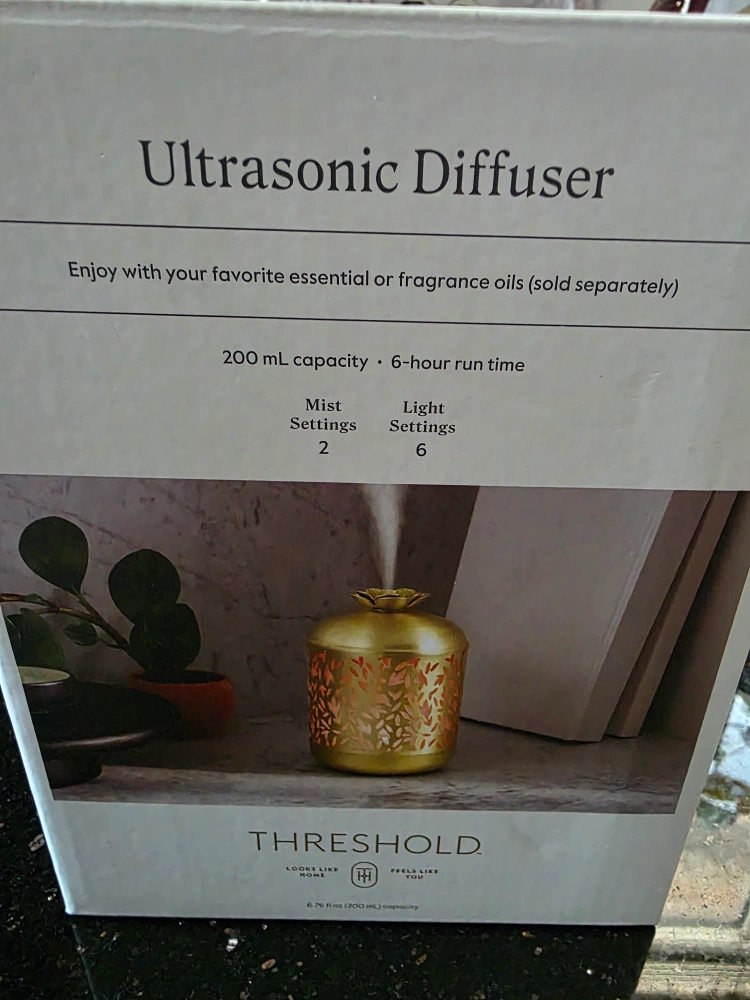 Ultrasonic Diffuser
Enjoy with your favorite essential or fragrance oils (sold separately)
200 mL capacity • 6-hour run time
Mist Settings 2
Light Settings 6
THRESHOLD™
LOOKS LIKE HOME
FEELS LIKE YOU
6.76 fl oz (200 mL) capacity